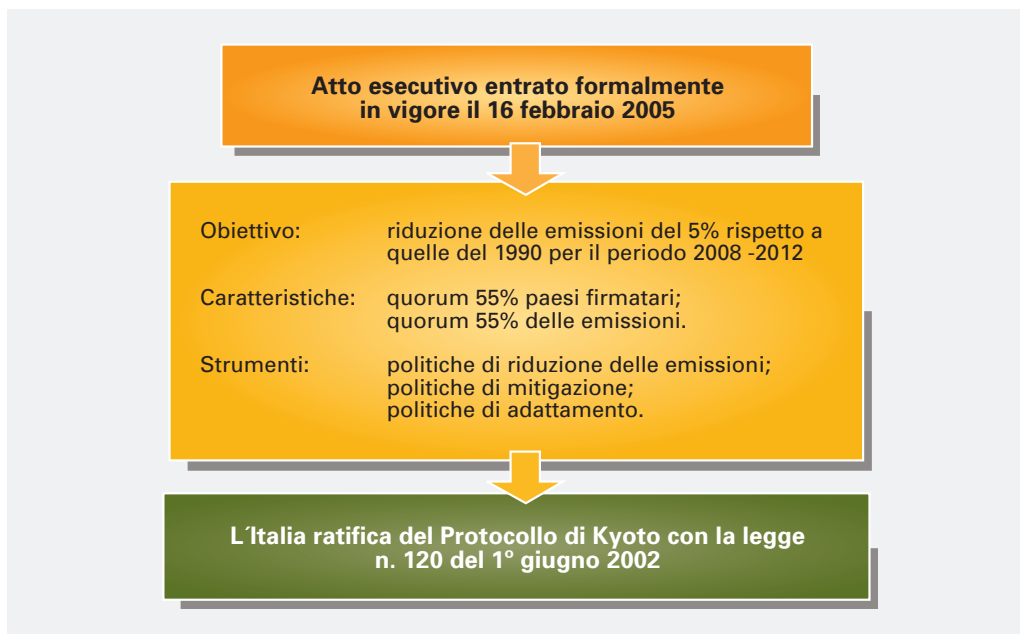 Atto esecutivo entrato formalmente
in vigore il 16 febbraio 2005
Obiettivo: riduzione delle emissioni del 5% rispetto a
quelle del 1990 per il periodo 2008 -2012
Caratteristiche: quorum 55% paesi firmatari;
quorum 55% delle emissioni.
Strumenti: politiche di riduzione delle emissioni;
politiche di mitigazione;
politiche di adattamento.
L´Italia ratifica del Protocollo di Kyoto con la legge
n. 120 del 1º giugno 2002